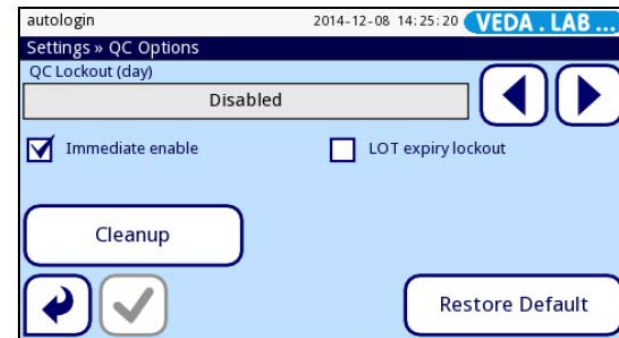 autologin 2014-12-08 14:25:20 VEDA.LAB...
Settings » QC Options
QC Lockout (day)
Disabled
Immediate enable LOT expiry lockout
Cleanup
Restore Default